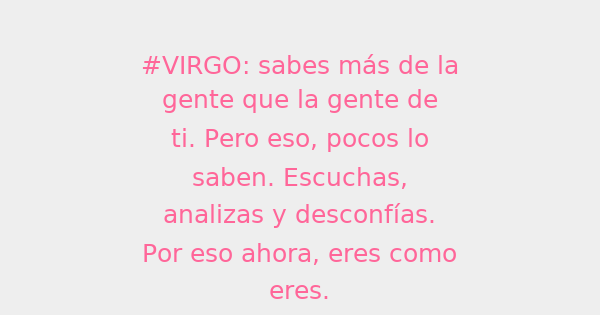 #VIRGO: sabes más de la
gente que la gente de
ti. Pero eso, pocos lo
saben. Escuchas,
analizas y desconfías.
Por eso ahora, eres como
eres.